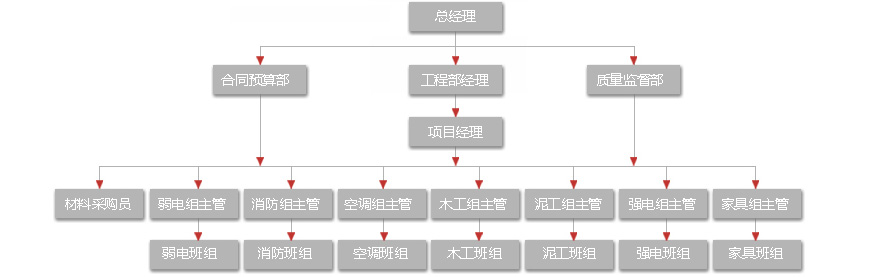 总经理
合同预算部
工程部经理
质量监督部
项目经理
材料采购员
弱电组主管
消防组主管
空调组主管
木工组主管
泥工组主管
强电组主管
家具组主管
弱电班组
消防班组
空调班组
木工班组
泥工班组
强电班组
家具班组